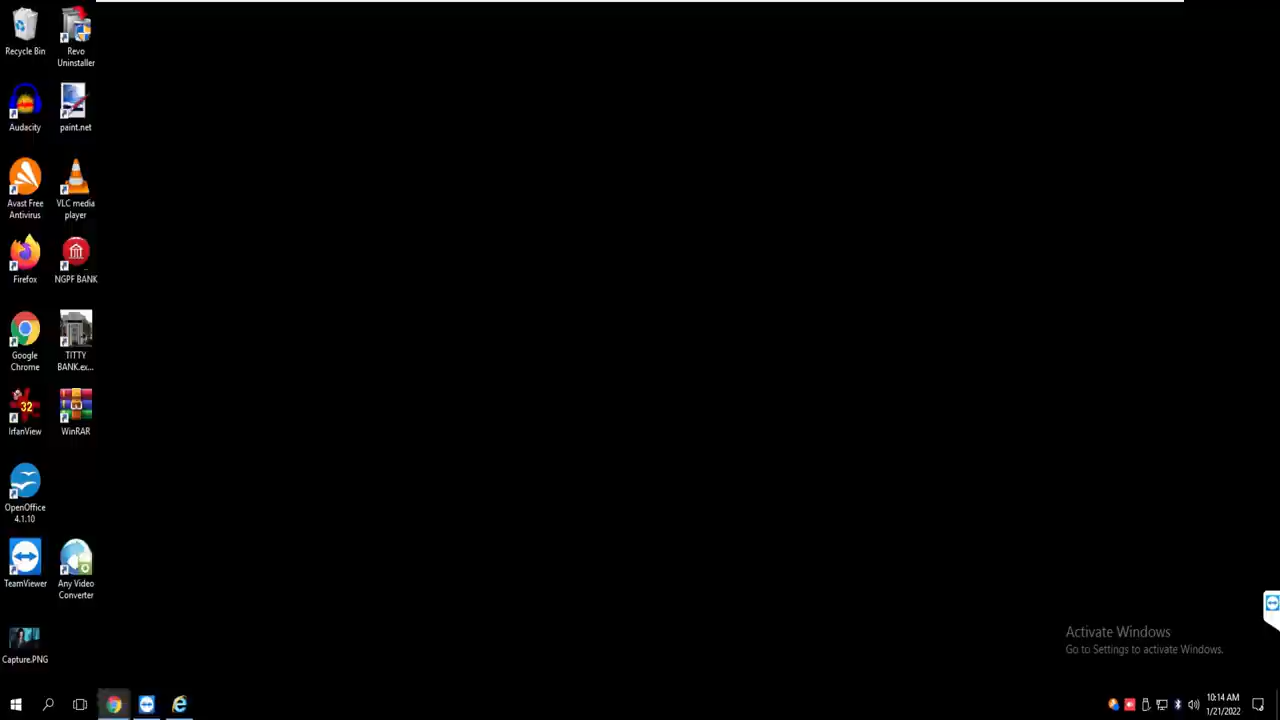 Recycle Bin
Revo
Uninstaller
Audacity
paint.net
Avast Free
Antivirus
VLC media
player
Firefox
NGPF BANK
Google
Chrome
TITTY
BANK.ex...
32
IrfanView
WinRAR
OpenOffice
4.1.10
TeamViewer
Any Video
Converter
Capture.PNG
Activate Windows
Go to Settings to activate Windows.
10:14 AM
1/21/2022